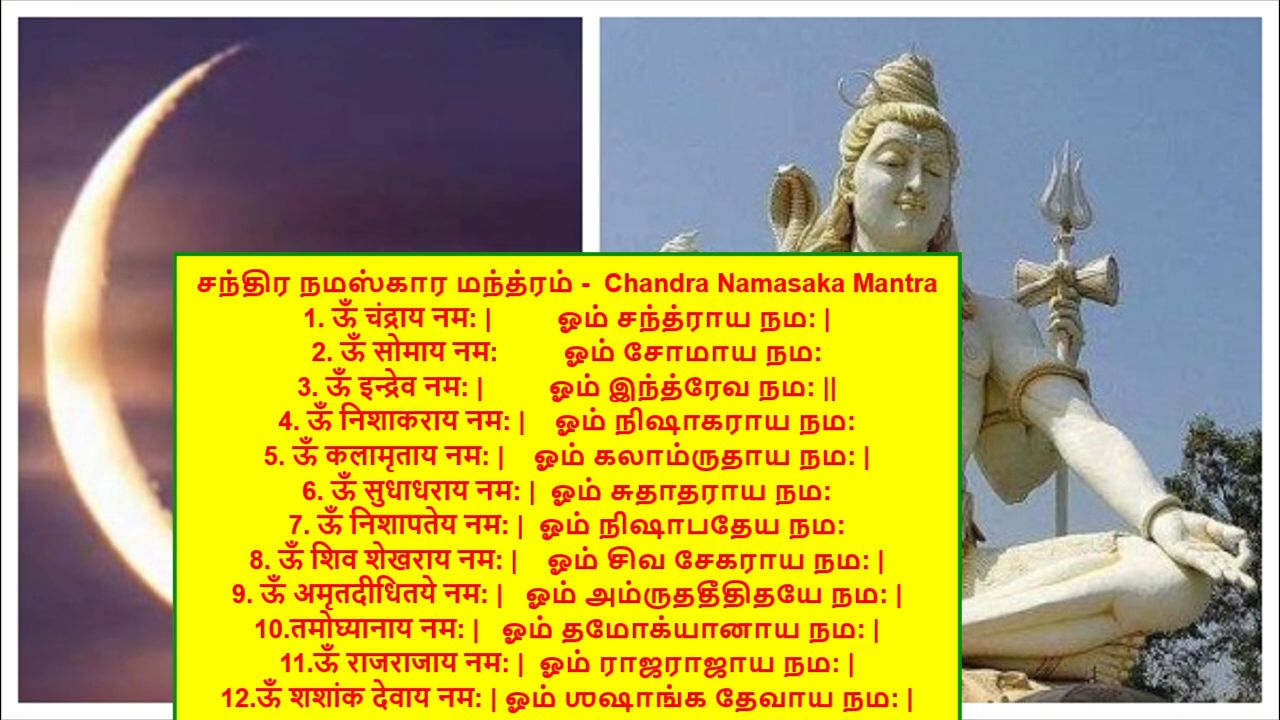 சந்திர நமஸ்கார மந்த்ரம் - Chandra Namasaka Mantra
1. ऊँ चंद्राय नम: | ஓம் சந்த்ராய நம: |
2. ऊँ सोमाय नम: ஓம் சோமாய நம:
3. ऊँ इन्द्रेव नम: | ஓம் இந்த்ரேவ நம: ||
4. ऊँ निशाकराय नम: | ஓம் நிஷாகராய நம:
5. ऊँ कलामृताय नम: | ஓம் கலாம்ருதாய நம: |
6. ऊँ सुधाधराय नम: | ஓம் சுதாதராய நம:
7. ऊँ निशापतेय नम: | ஓம் நிஷாபதேய நம:
8. ऊँ शिव शेखराय नम: | ஓம் சிவ சேகராய நம: |
9. ऊँ अमृतदीधितये नम: | ஓம் அம்ருததீதிதயே நம: |
10.तमोघ्यानाय नम: | ஓம் தமோக்யானாய நம: |
11.ऊँ राजराजाय नम: | ஓம் ராஜராஜாய நம: |
12.ऊँ शशांक देवाय नम: | ஓம் ஶஷாங்க தேவாய நம: |